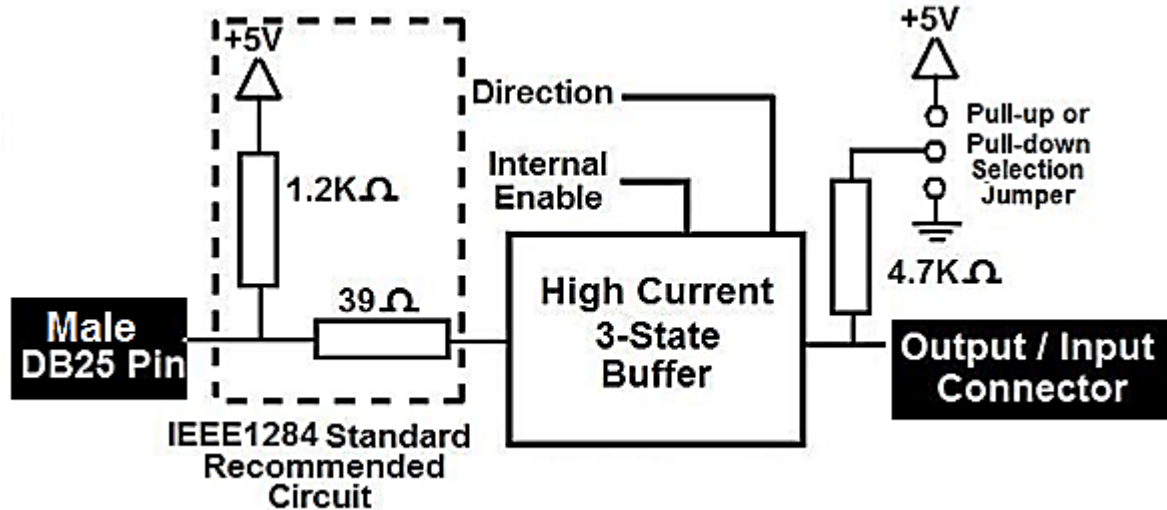 +5V
1.2KΩ
39Ω
Male
DB25 Pin
IEEE1284 Standard
Recommended
Circuit
Direction
Internal
Enable
High Current
3-State
Buffer
+5V
Pull-up or
Pull-down
Selection
Jumper
4.7KΩ
Output / Input
Connector